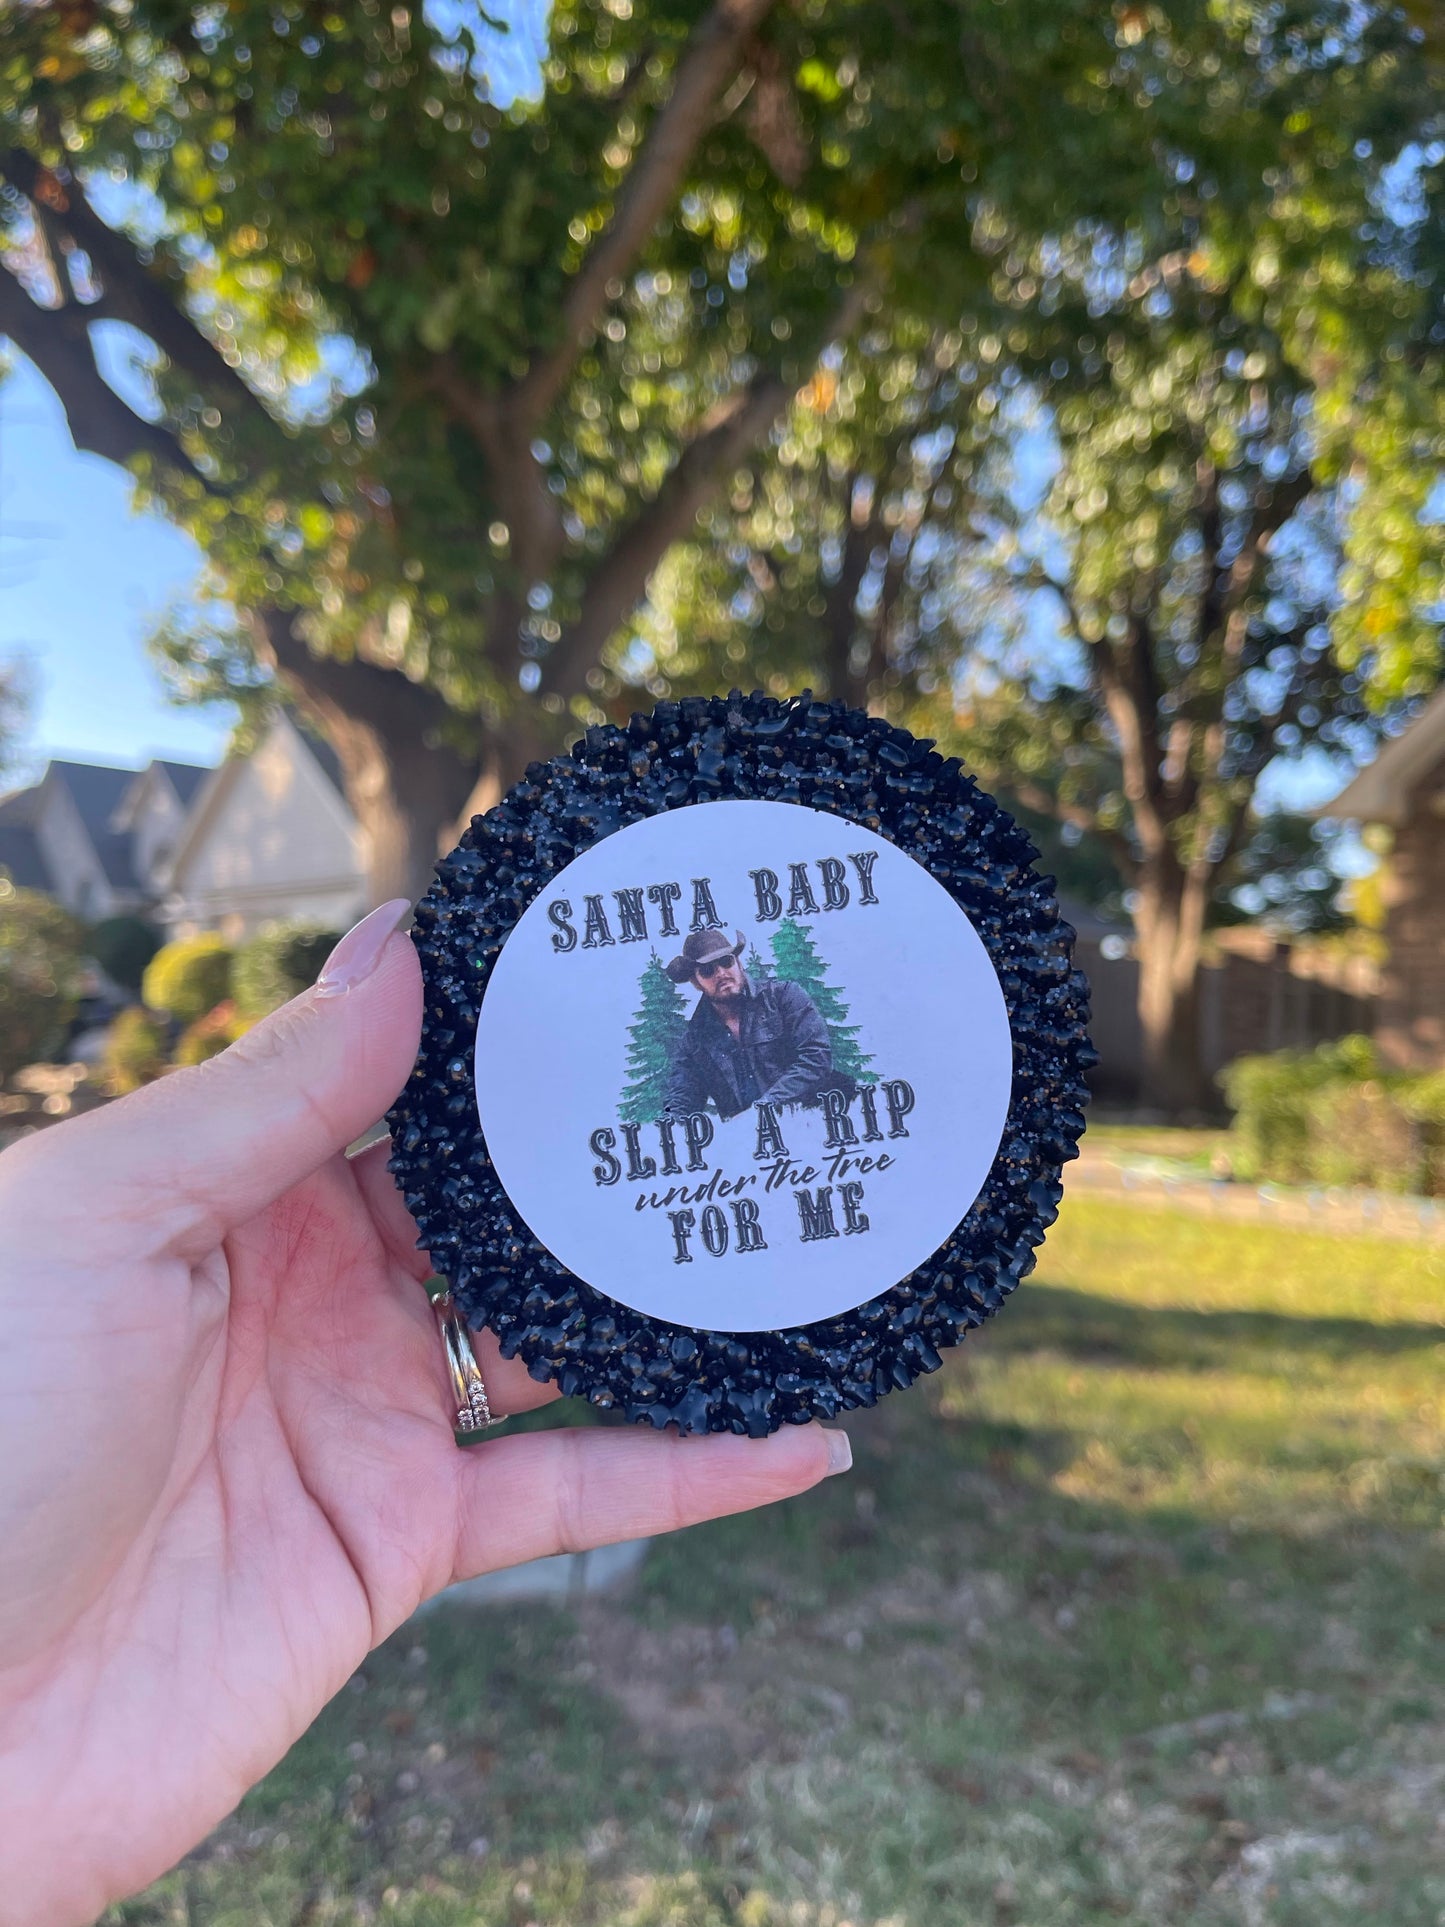 SANTA BABY
SLIP A RIP
under the tree
FOR ME